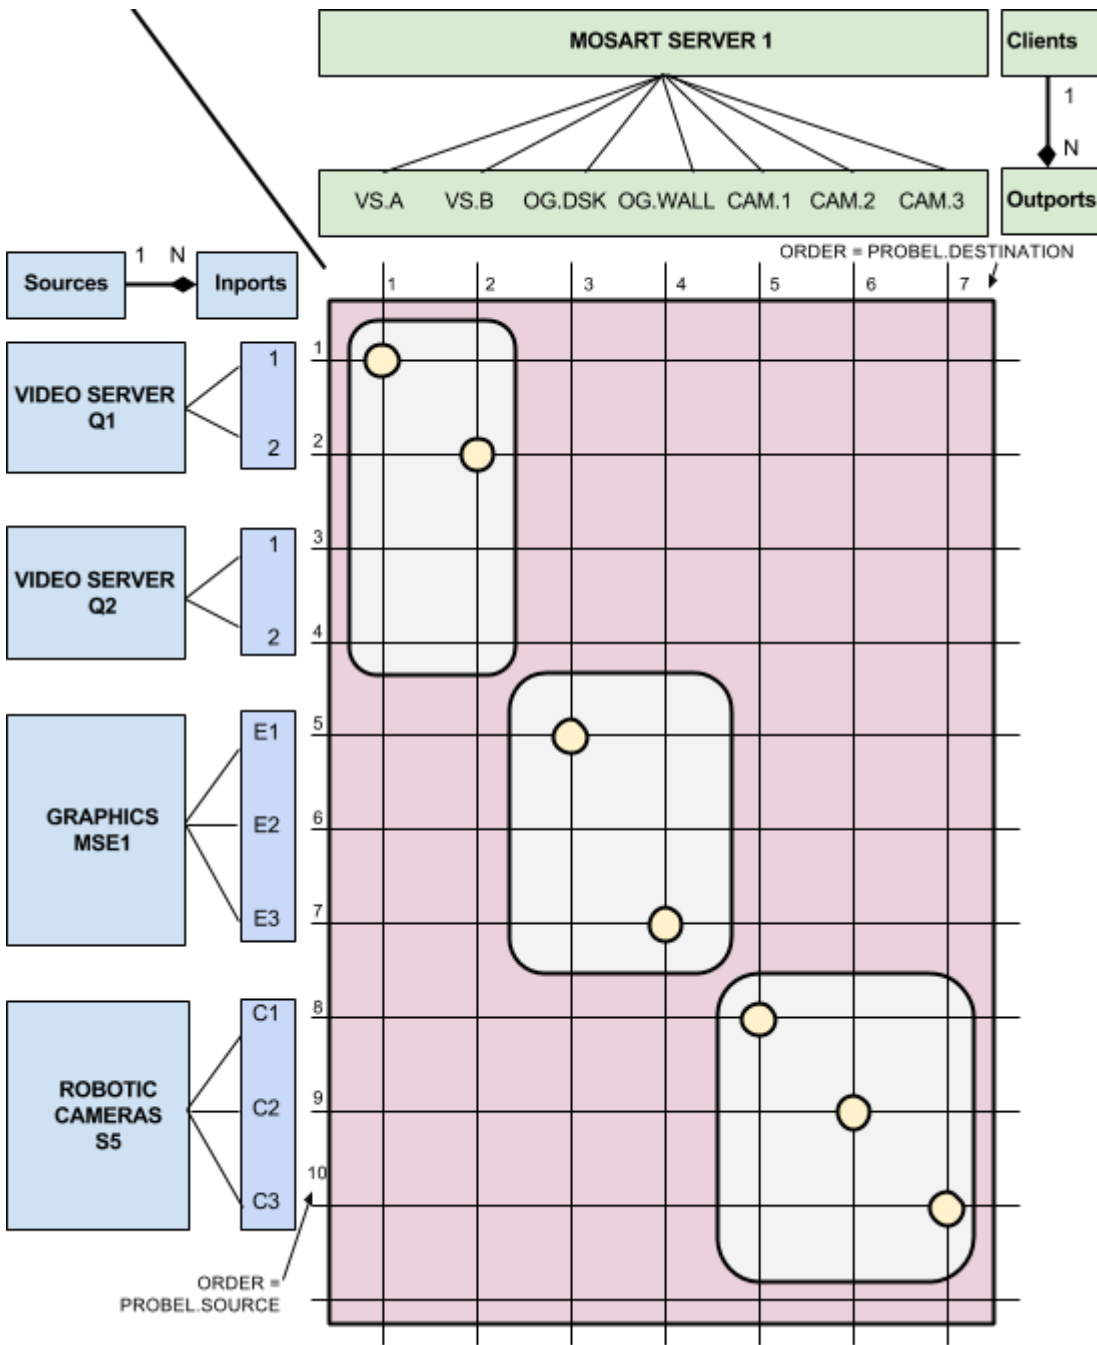 MOSART SERVER 1
Clients
1
N
VS.A VS.B OG.DSK OG.WALL CAM.1 CAM.2 CAM.3
Outports
ORDER = PROBEL.DESTINATION
Sources
1 N
Inports
1 2 3 4 5 6 7
VIDEO SERVER
Q1
1
2
1
2
VIDEO SERVER
Q2
1
2
3
4
GRAPHICS
MSE1
E1
E2
E3
5
6
7
ROBOTIC
CAMERAS
S5
C1
C2
C3
8
9
10
ORDER =
PROBEL.SOURCE